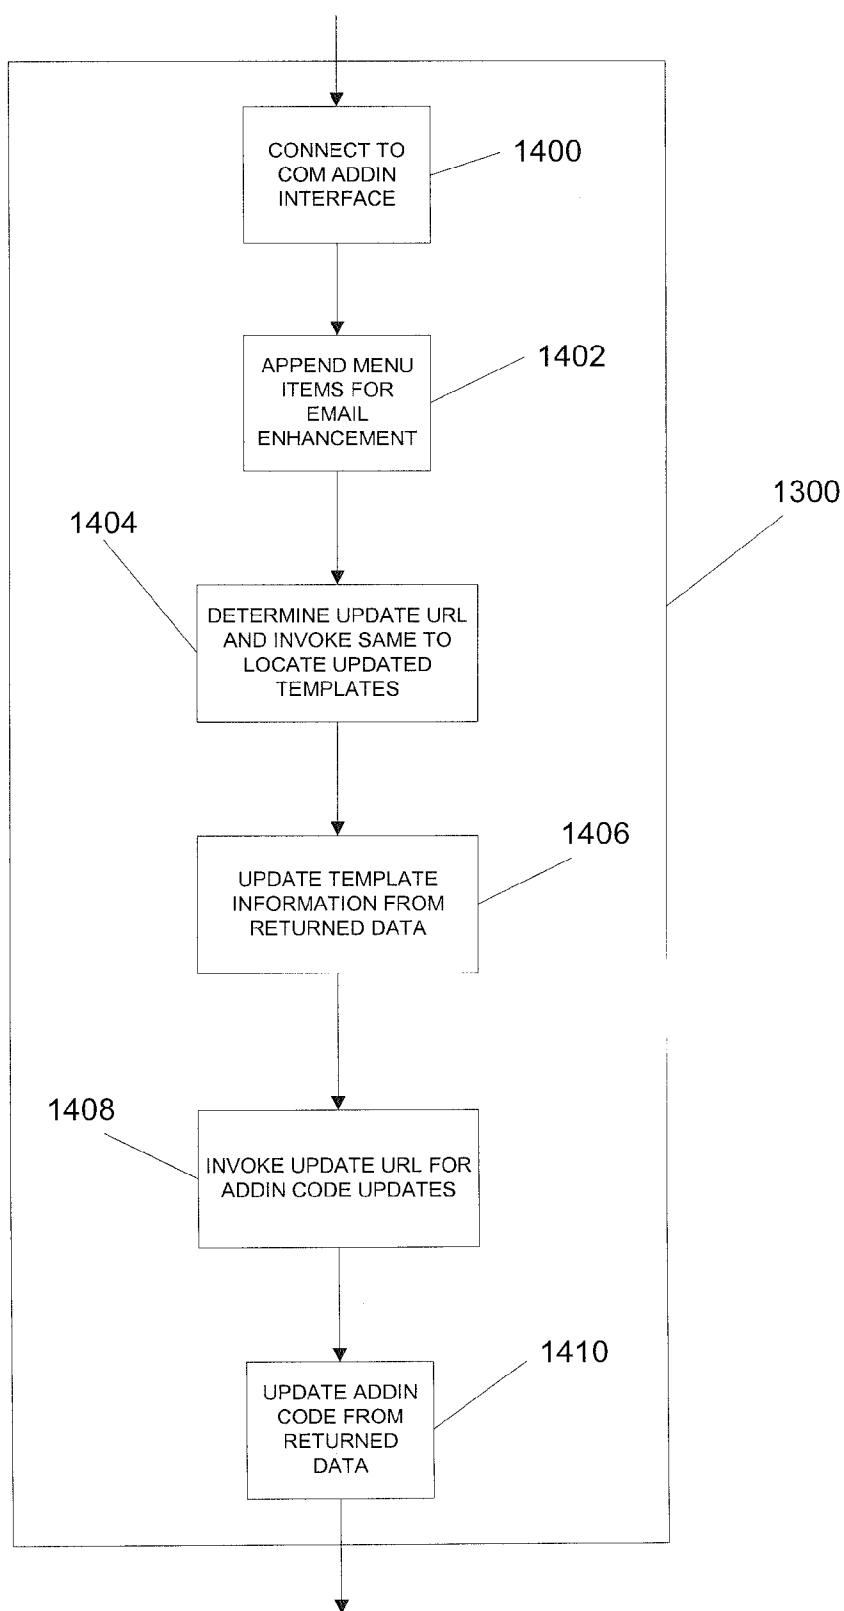 CONNECT TO
COM ADDIN
INTERFACE
1400
APPEND MENU
ITEMS FOR
EMAIL
ENHANCEMENT
1402
1300
1404
DETERMINE UPDATE URL
AND INVOKE SAME TO
LOCATE UPDATED
TEMPLATES
1406
UPDATE TEMPLATE
INFORMATION FROM
RETURNED DATA
1408
INVOKE UPDATE URL FOR
ADDIN CODE UPDATES
1410
UPDATE ADDIN
CODE FROM
RETURNED
DATA